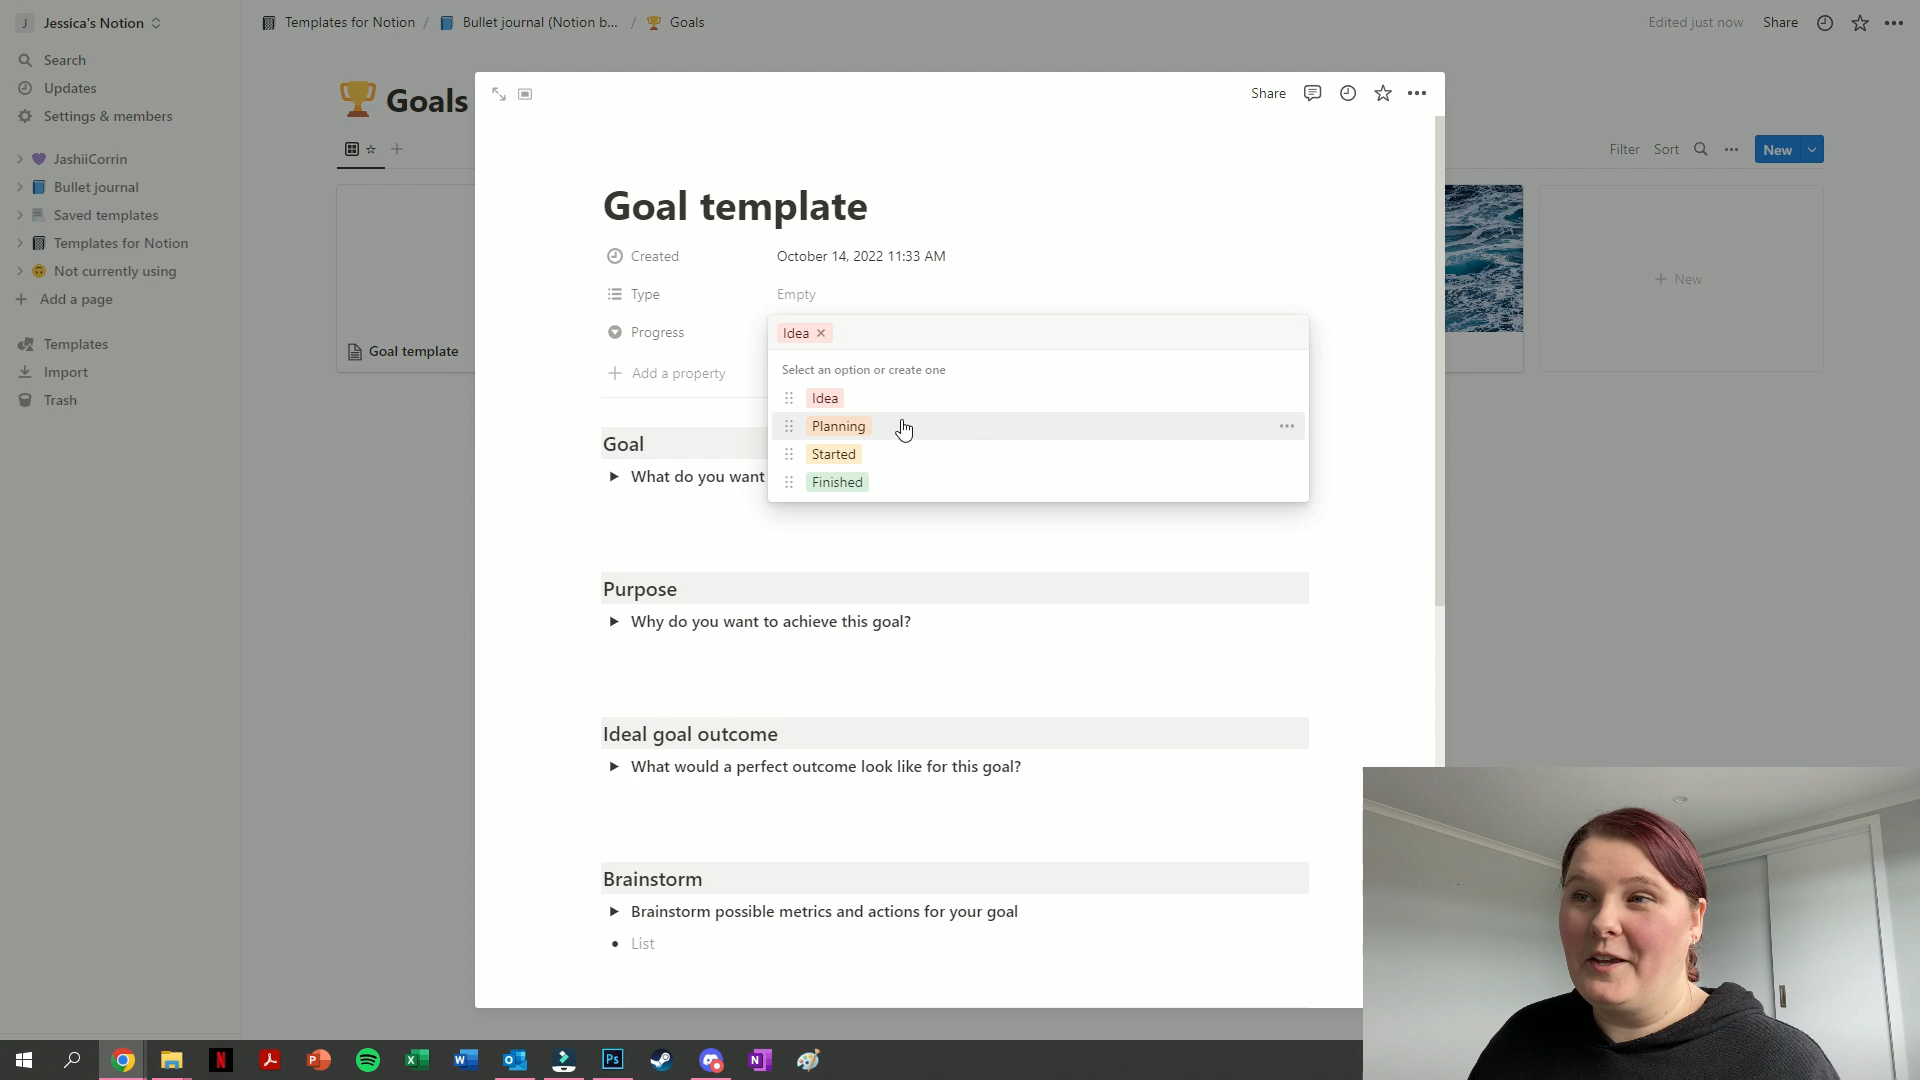 J Jessica's Notion
Search
Updates
Settings & members
JashiiCorrin
Bullet journal
Saved templates
Templates for Notion
Not currently using
Add a page
Templates
Import
Trash
Templates for Notion / Bullet journal (Notion b... / Goals
Edited just now Share
Goals
Filter Sort New
Goal template
+ New
Share
Goal template
Created October 14, 2022 11:33 AM
Type Empty
Progress Idea
Add a property
Select an option or create one
Idea
Planning
Started
Finished
Goal
What do you want
Purpose
Why do you want to achieve this goal?
Ideal goal outcome
What would a perfect outcome look like for this goal?
Brainstorm
Brainstorm possible metrics and actions for your goal
List